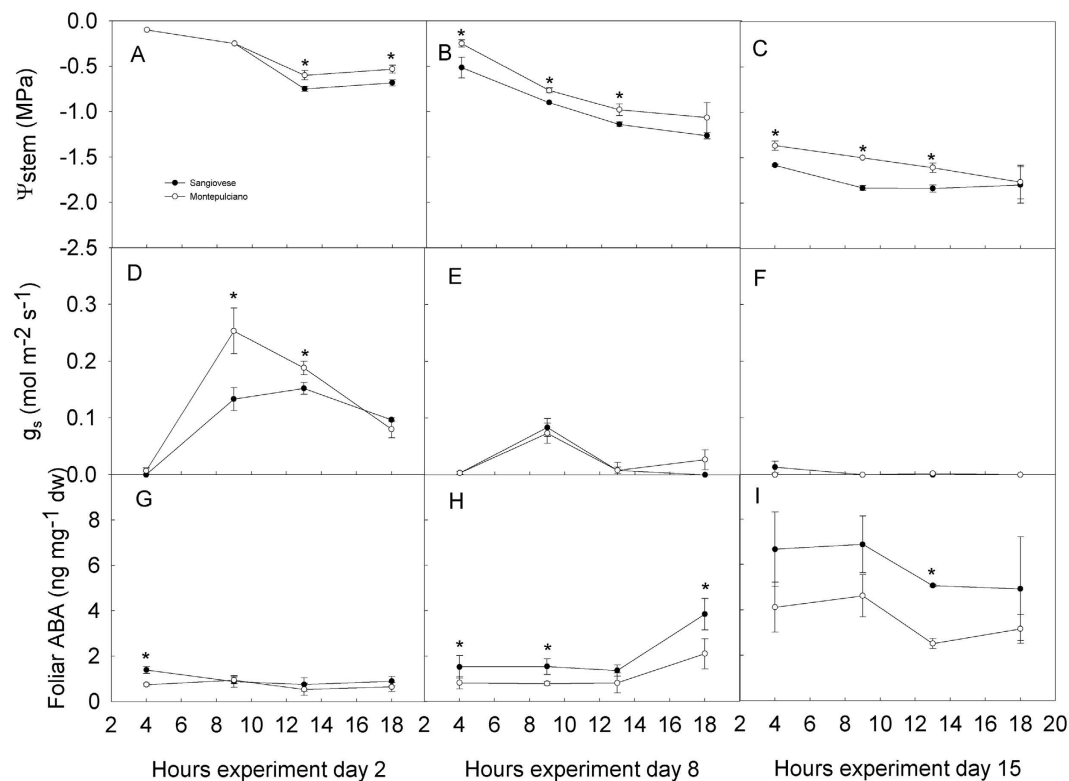 0.0
-0.5
-1.0
-1.5
-2.0
-2.5
Ψstem (MPa)
A
*
*
Sangiovese
Montepulciano
B
*
*
*
C
*
*
*
0.3
0.2
0.1
0.0
gs (mol m-2 s-1)
D
*
*
E
F
8
6
4
2
0
Foliar ABA (ng mg-1 dw)
G
*
H
*
*
*
I
*
2 4 6 8 10 12 14 16 18 2 4 6 8 10 12 14 16 18 2 4 6 8 10 12 14 16 18 20
Hours experiment day 2
Hours experiment day 8
Hours experiment day 15